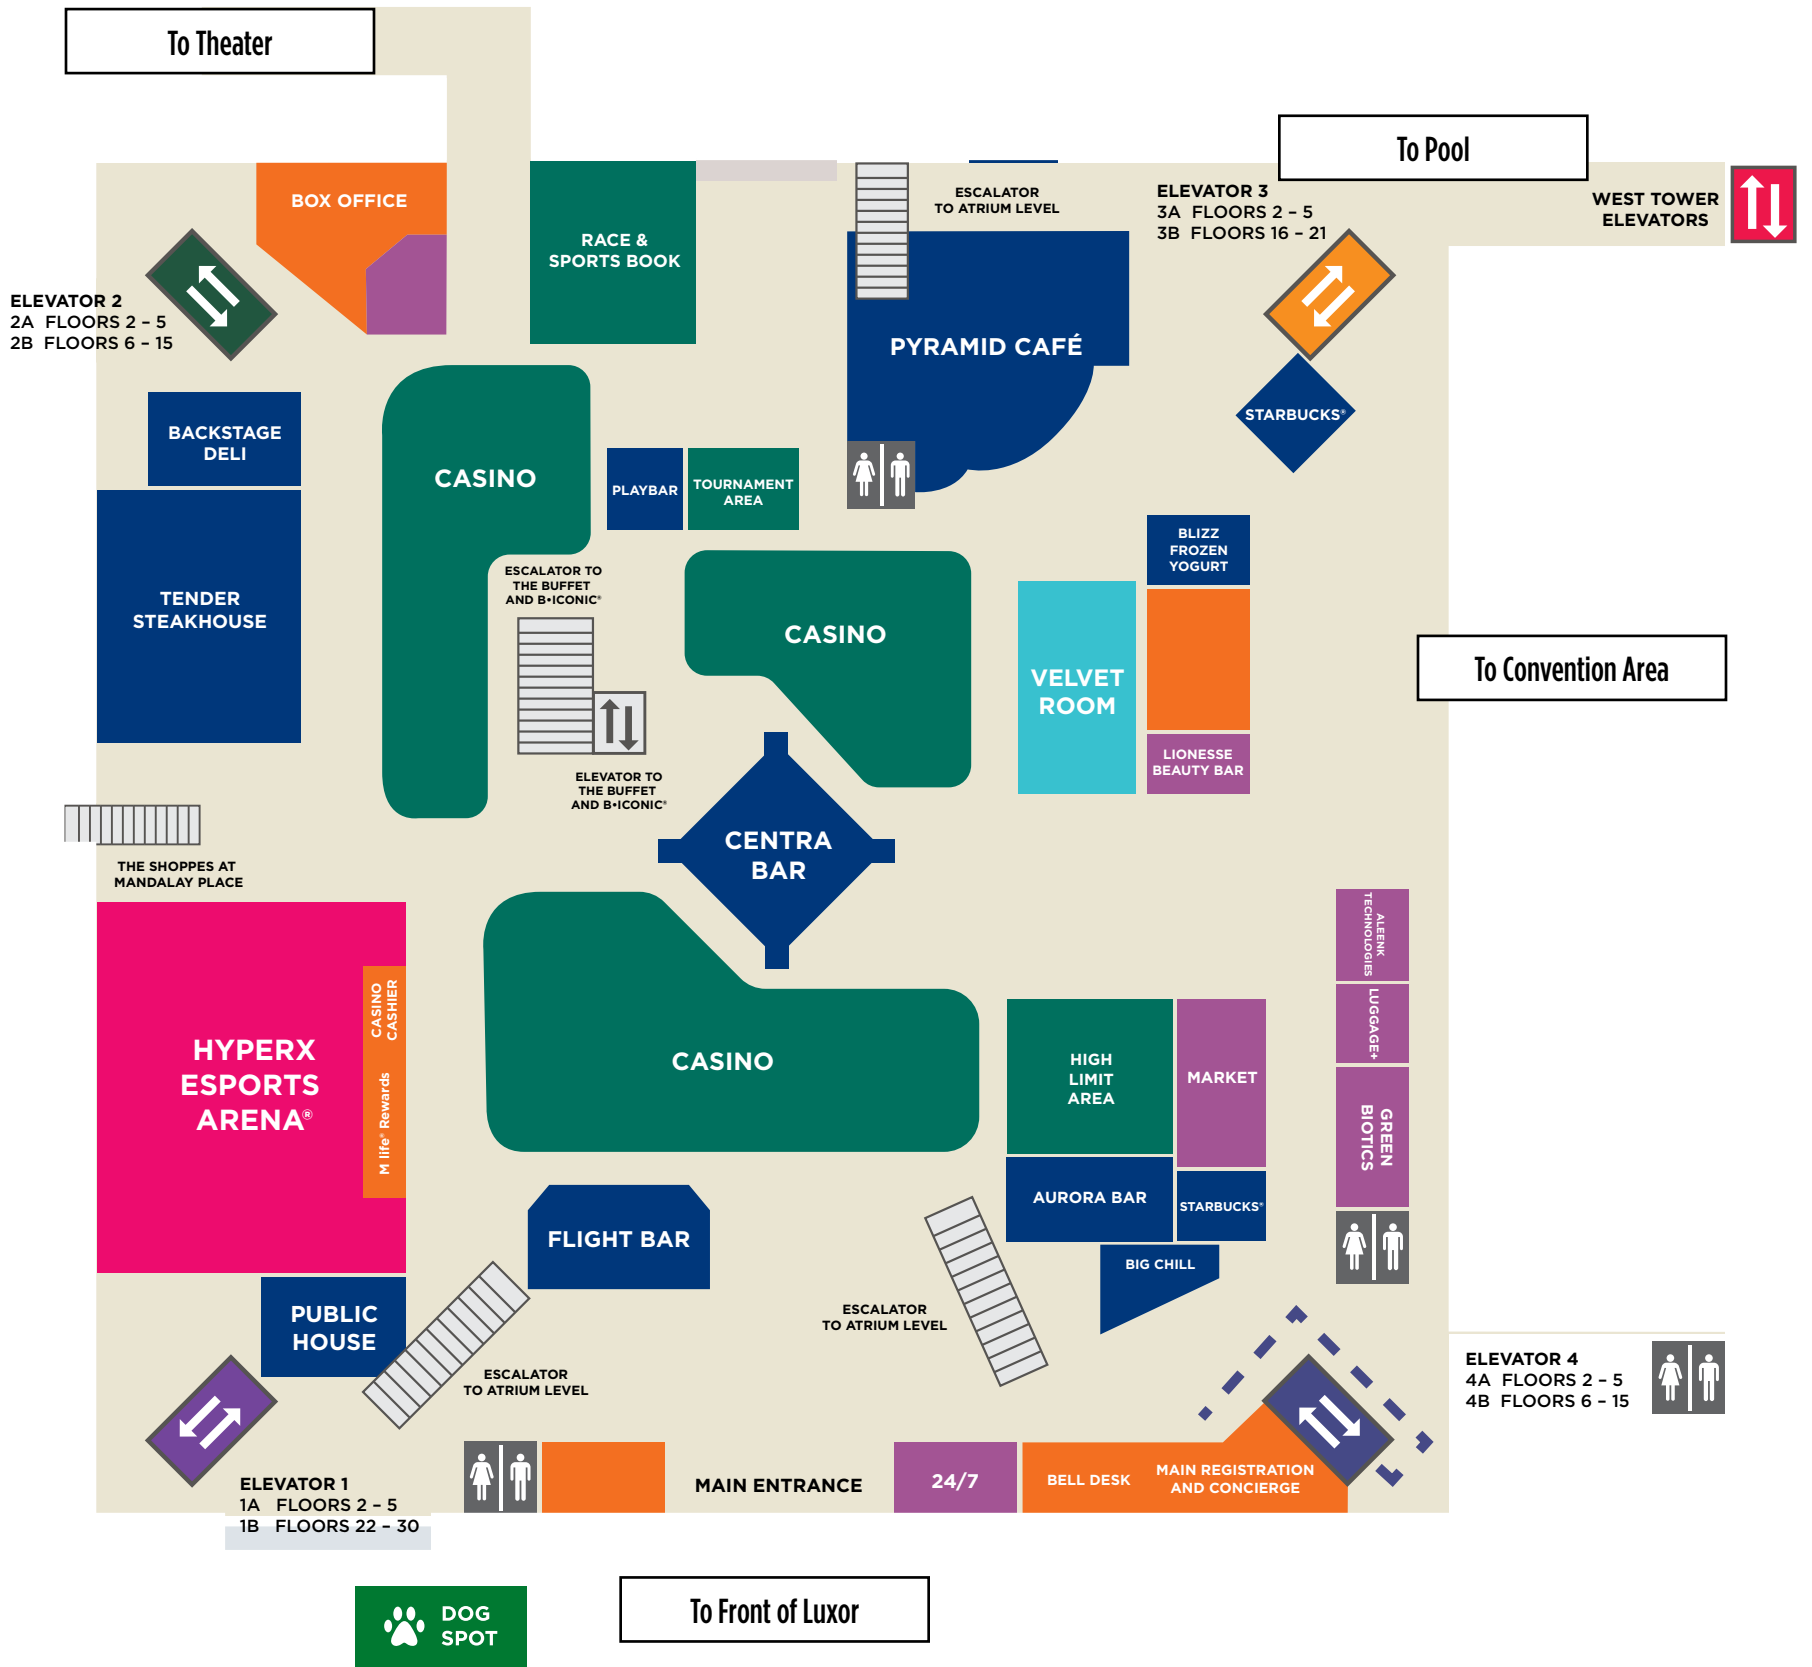 To Theater
To Pool
BOX OFFICE
ESCALATOR
TO ATRIUM LEVEL
ELEVATOR 3
3A FLOORS 2 – 5
3B FLOORS 16 – 21
WEST TOWER
ELEVATORS
RACE &
SPORTS BOOK
ELEVATOR 2
2A FLOORS 2 – 5
2B FLOORS 6 – 15
PYRAMID CAFÉ
STARBUCKS®
BACKSTAGE
DELI
CASINO
PLAYBAR
TOURNAMENT
AREA
BLIZZ
FROZEN
YOGURT
ESCALATOR TO
THE BUFFET
AND B•ICONIC®
TENDER
STEAKHOUSE
CASINO
VELVET
ROOM
To Convention Area
LIONESSE
BEAUTY BAR
ELEVATOR TO
THE BUFFET
AND B•ICONIC®
CENTRA
BAR
THE SHOPPES AT
MANDALAY PLACE
ALEENK
TECHNOLOGIES
LUGGAGE+
GREEN
BIOTICS
HYPERX
ESPORTS
ARENA®
CASINO
CASHIER
M life® Rewards
CASINO
HIGH
LIMIT
AREA
MARKET
AURORA BAR
STARBUCKS®
FLIGHT BAR
BIG CHILL
PUBLIC
HOUSE
ESCALATOR
TO ATRIUM LEVEL
ESCALATOR
TO ATRIUM LEVEL
ELEVATOR 4
4A FLOORS 2 – 5
4B FLOORS 6 – 15
ELEVATOR 1
1A FLOORS 2 – 5
1B FLOORS 22 – 30
MAIN ENTRANCE
24/7
BELL DESK
MAIN REGISTRATION
AND CONCIERGE
DOG
SPOT
To Front of Luxor